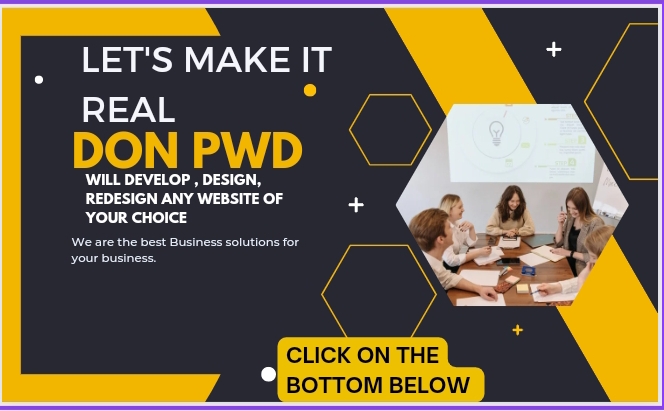 LET'S MAKE IT
REAL
DON PWD
WILL DEVELOP , DESIGN,
REDESIGN ANY WEBSITE OF
YOUR CHOICE
We are the best Business solutions for
your business.
CLICK ON THE
BOTTOM BELOW